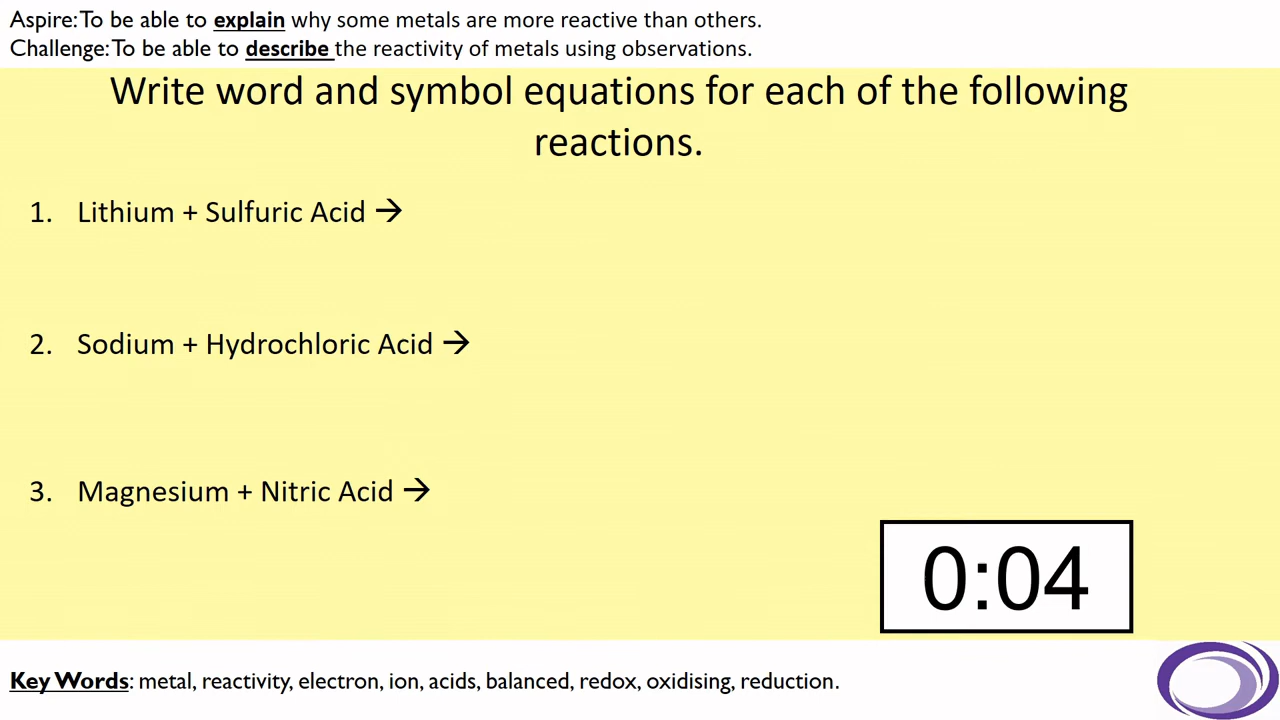 Aspire: To be able to explain why some metals are more reactive than others.
Challenge: To be able to describe the reactivity of metals using observations.
Write word and symbol equations for each of the following
reactions.
1. Lithium + Sulfuric Acid →
2. Sodium + Hydrochloric Acid →
3. Magnesium + Nitric Acid →
0:04
Key Words: metal, reactivity, electron, ion, acids, balanced, redox, oxidising, reduction.